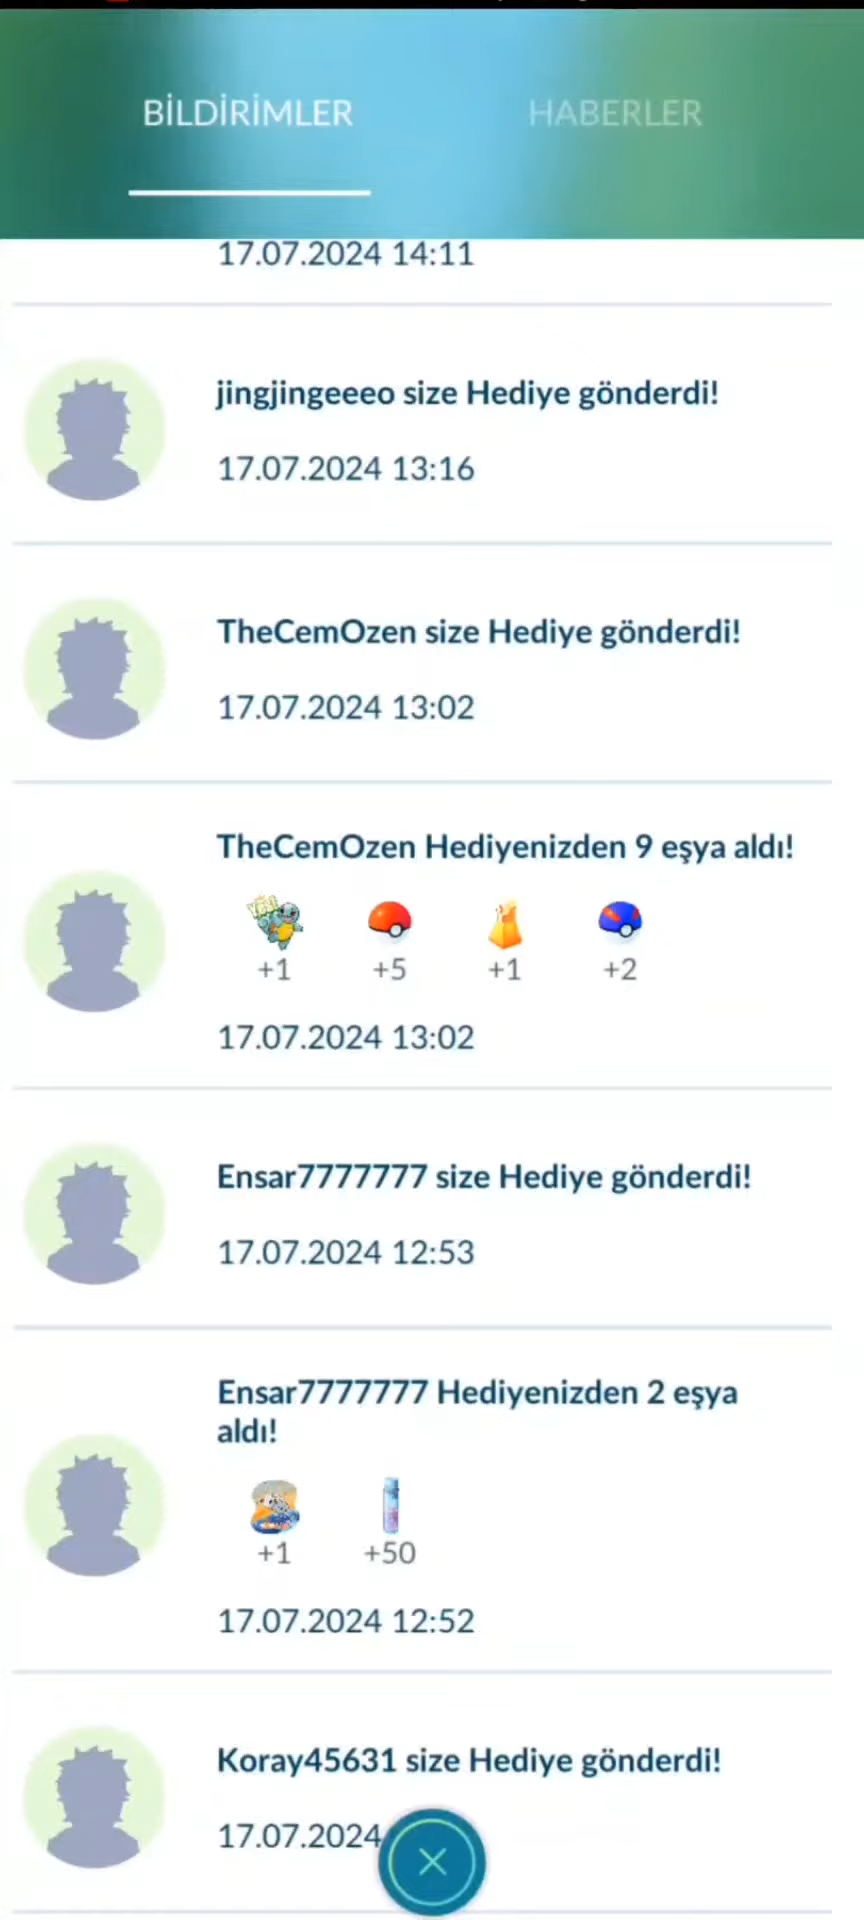 BİLDİRİMLER HABERLER
17.07.2024 14:11
jingjingeeeo size Hediye gönderdi!
17.07.2024 13:16
TheCemOzen size Hediye gönderdi!
17.07.2024 13:02
TheCemOzen Hediyenizden 9 eşya aldı!
+1 +5 +1 +2
17.07.2024 13:02
Ensar7777777 size Hediye gönderdi!
17.07.2024 12:53
Ensar7777777 Hediyenizden 2 eşya
aldı!
+1 +50
17.07.2024 12:52
Koray45631 size Hediye gönderdi!
17.07.2024